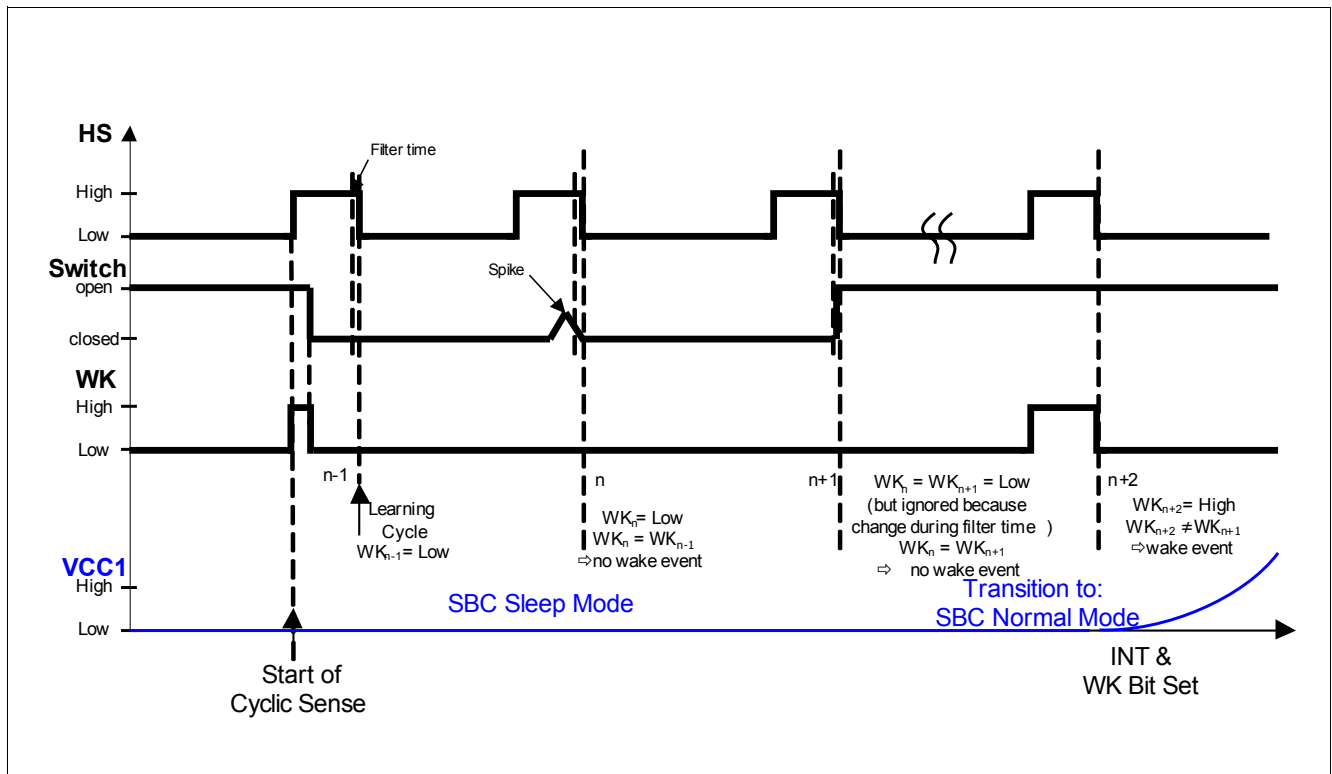 HS
Filter time
High
Low
Switch
open
Spike
closed
WK
High
Low
n-1
n
n+1
n+2
Learning
Cycle
WKn-1= Low
WKn= Low
WKn = WKn-1
⇨no wake event
WKn = WKn+1 = Low
(but ignored because
change during filter time )
WKn = WKn+1
⇨ no wake event
WKn+2= High
WKn+2 ≠WKn+1
⇨wake event
VCC1
High
Low
SBC Sleep Mode
Transition to:
SBC Normal Mode
Start of
Cyclic Sense
INT &
WK Bit Set